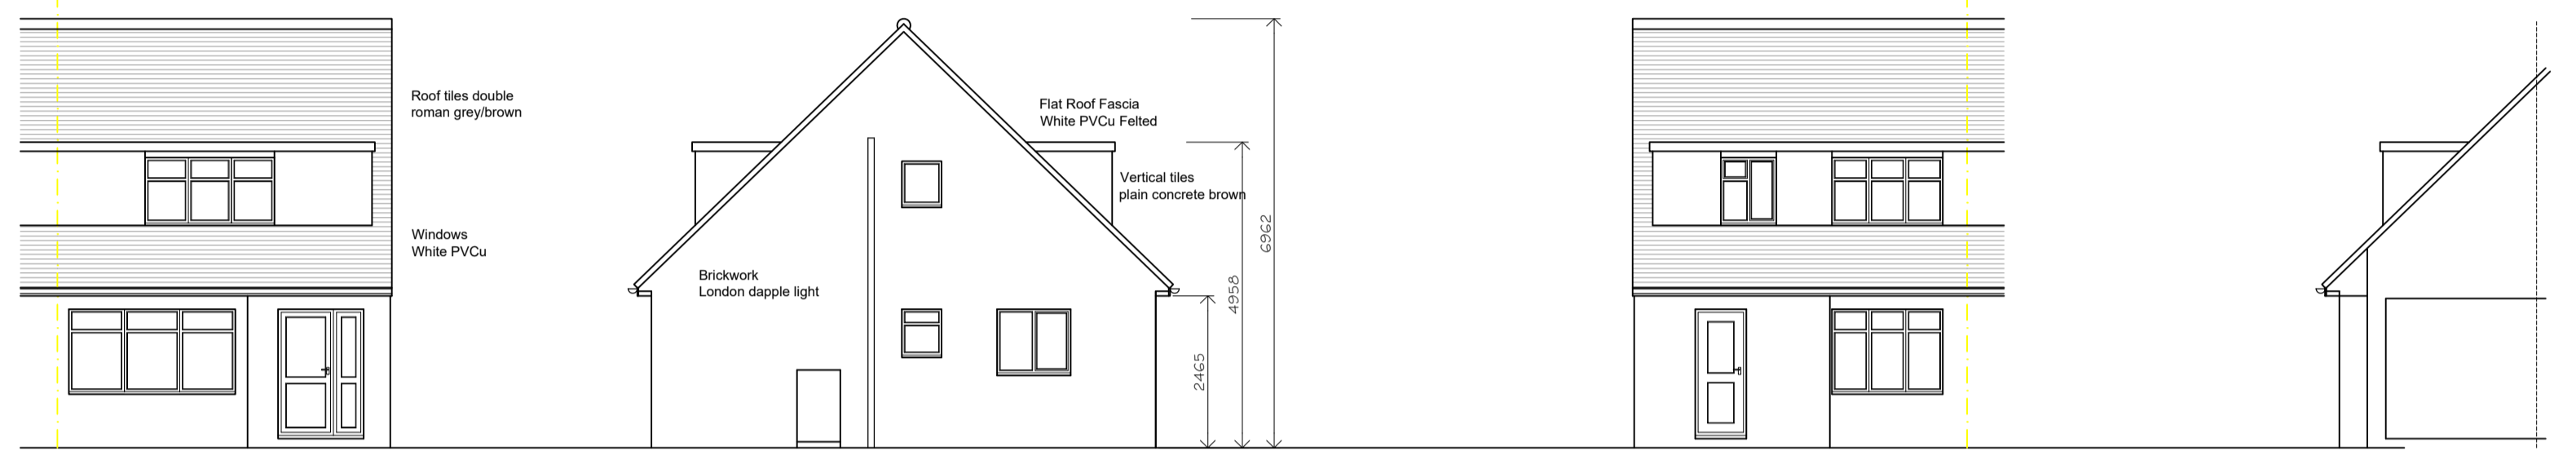 Roof tiles double
roman grey/brown
Windows
White PVCu
Brickwork
London dapple light
Flat Roof Fascia
White PVCu Felted
Vertical tiles
plain concrete brown
2465
4958
6962